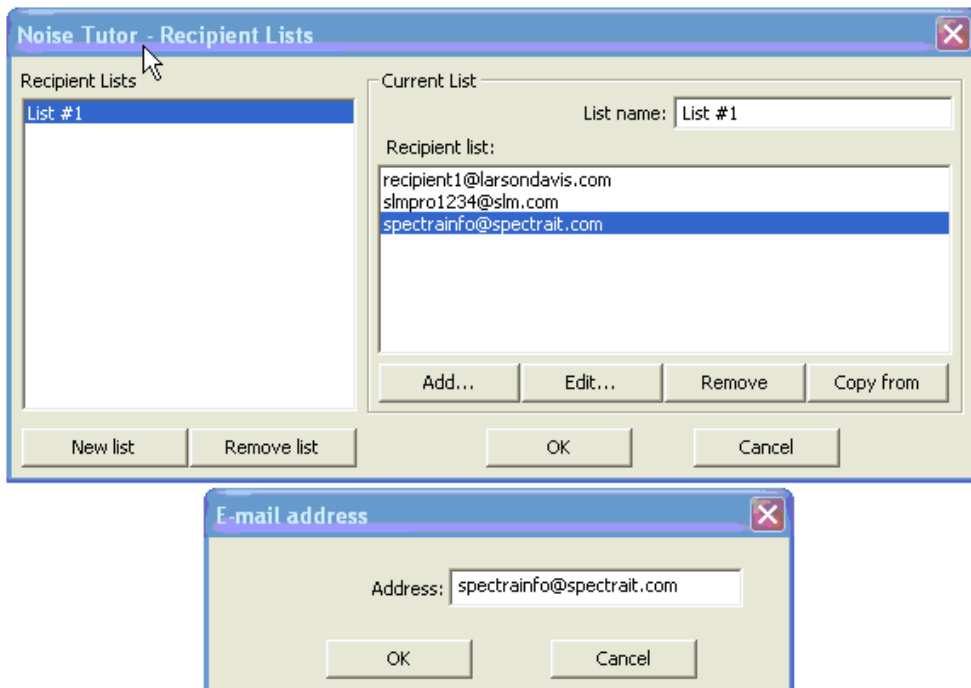 Noise Tutor - Recipient Lists
Recipient Lists
List #1
Current List
List name: List #1
Recipient list:
recipient1@larsondavis.com
slmpro1234@slm.com
spectrainfo@spectrait.com
Add... Edit... Remove Copy from
New list Remove list OK Cancel
E-mail address
Address: spectrainfo@spectrait.com
OK Cancel